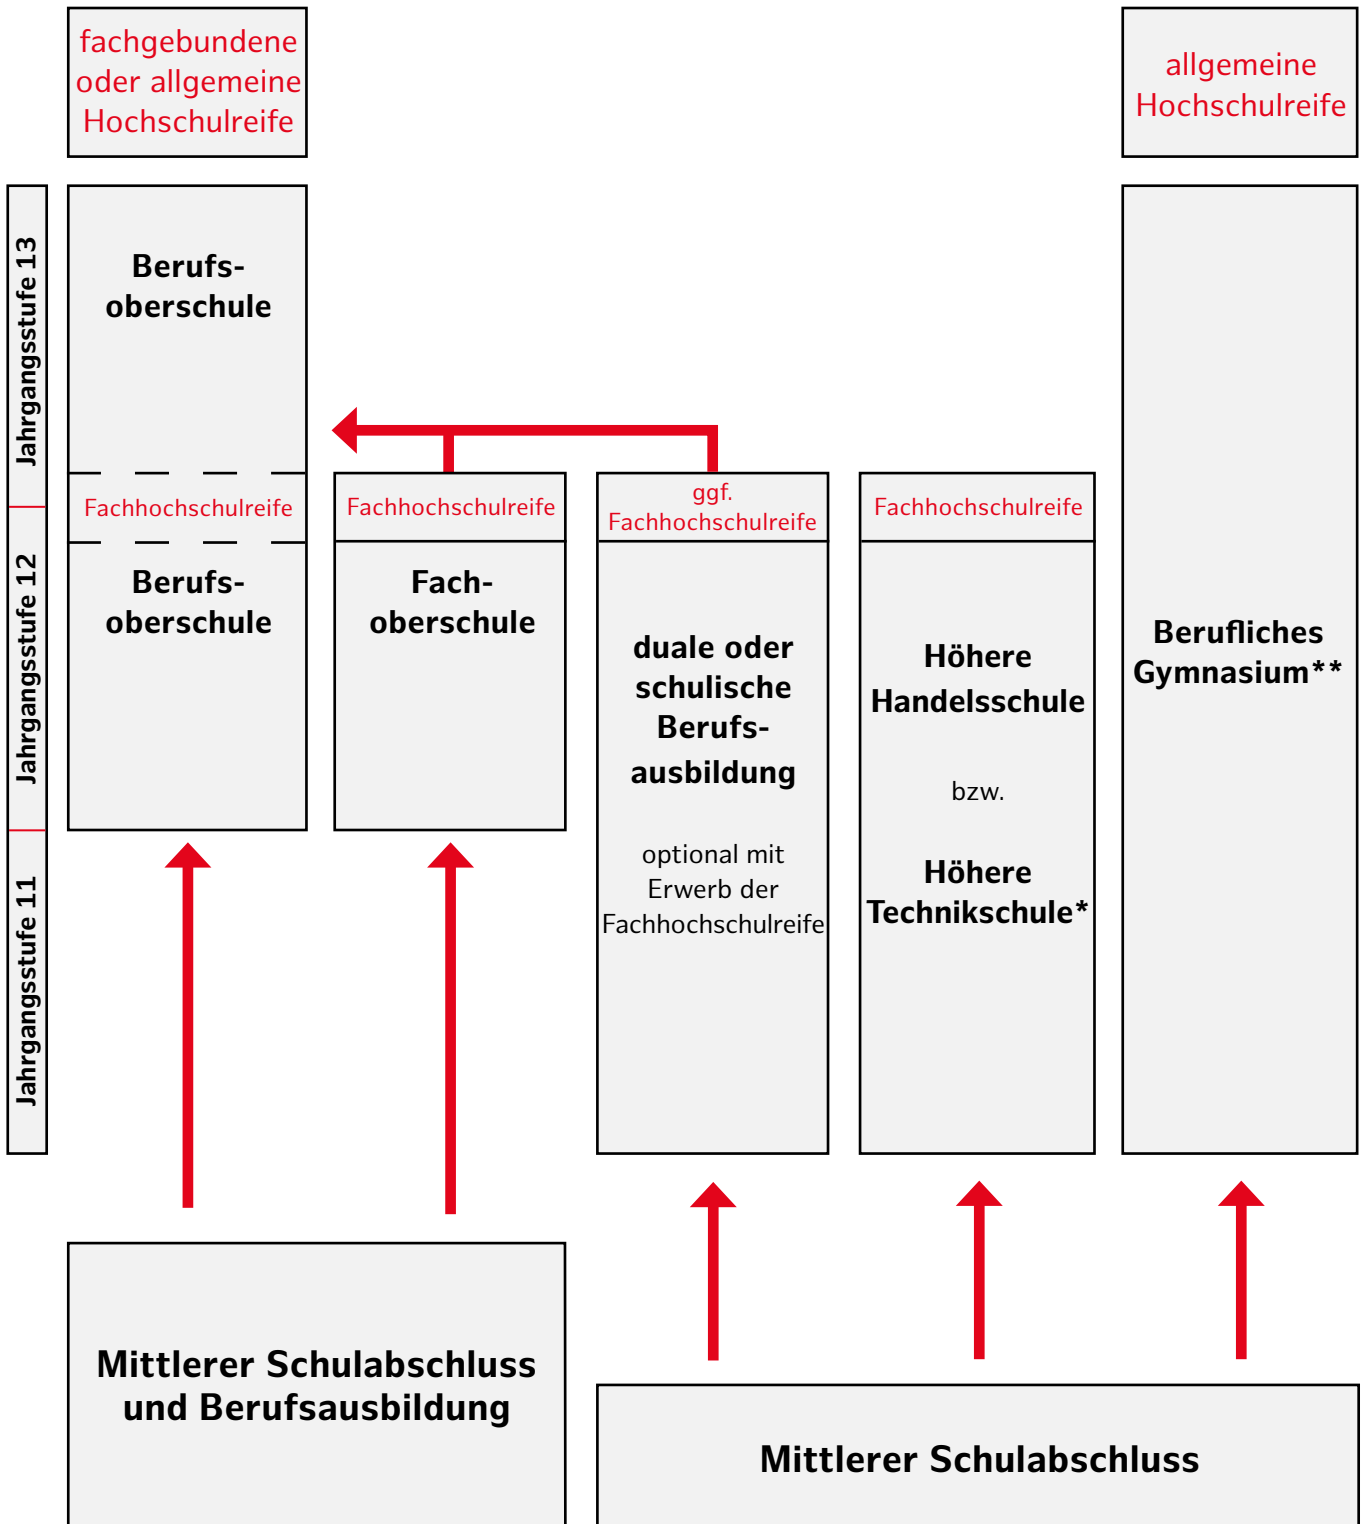 fachgebundene
oder allgemeine
Hochschulreife
allgemeine
Hochschulreife
Jahrgangsstufe 13
Jahrgangsstufe 12
Jahrgangsstufe 11
Berufs-
oberschule
Fachhochschulreife
Berufs-
oberschule
Fachhochschulreife
Fach-
oberschule
ggf.
Fachhochschulreife
duale oder
schulische
Berufs-
ausbildung
optional mit
Erwerb der
Fachhochschulreife
Fachhochschulreife
Höhere
Handelsschule
bzw.
Höhere
Technikschule*
Berufliches
Gymnasium**
Mittlerer Schulabschluss
und Berufsausbildung
Mittlerer Schulabschluss